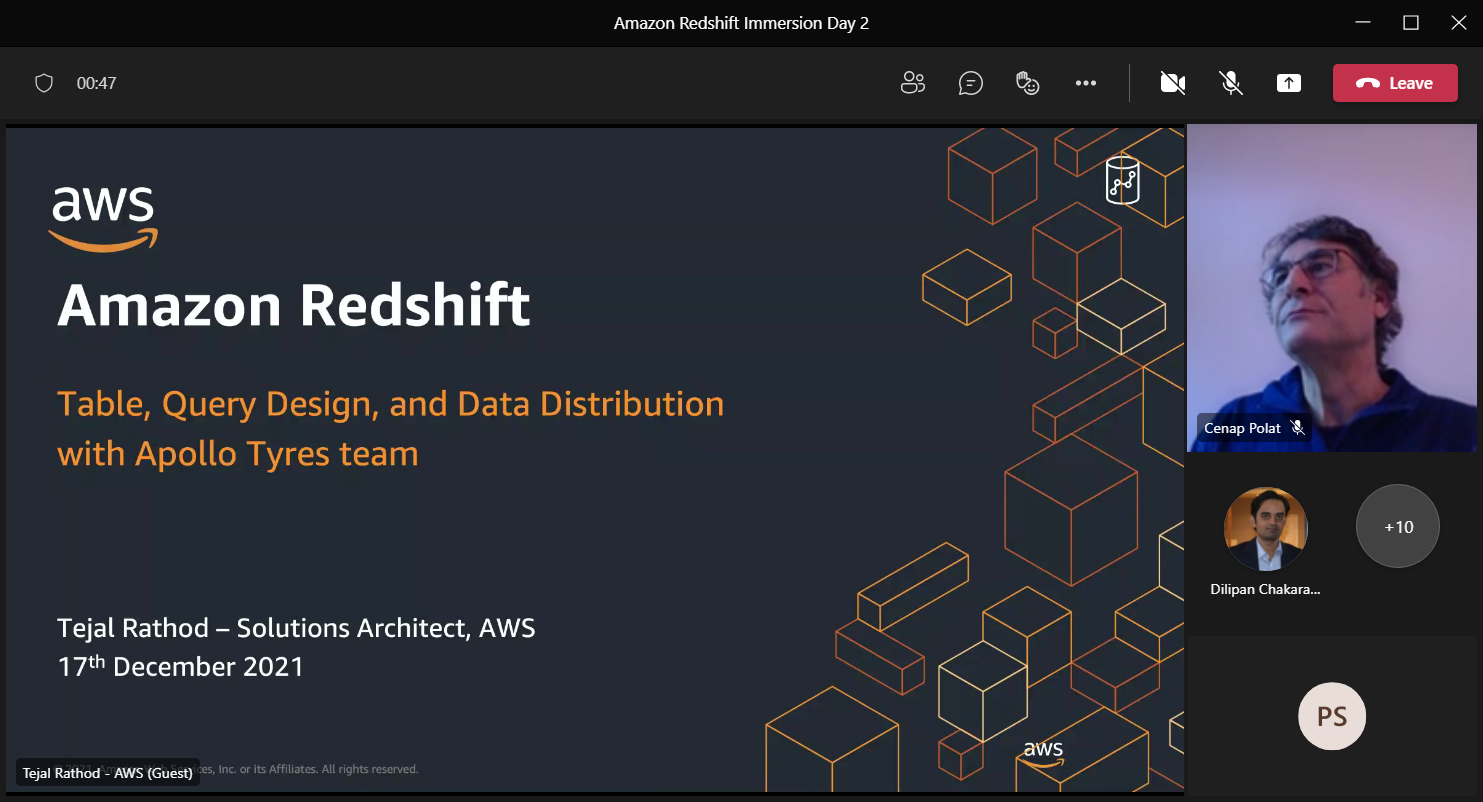 Amazon Redshift Immersion Day 2
00:47
Leave
aws
Amazon Redshift
Table, Query Design, and Data Distribution
with Apollo Tyres team
Tejal Rathod – Solutions Architect, AWS
17th December 2021
aws
Tejal Rathod - AWS (Guest)
Inc. or its Affiliates. All rights reserved.
Cenap Polat
Dilipan Chakara...
+10
PS